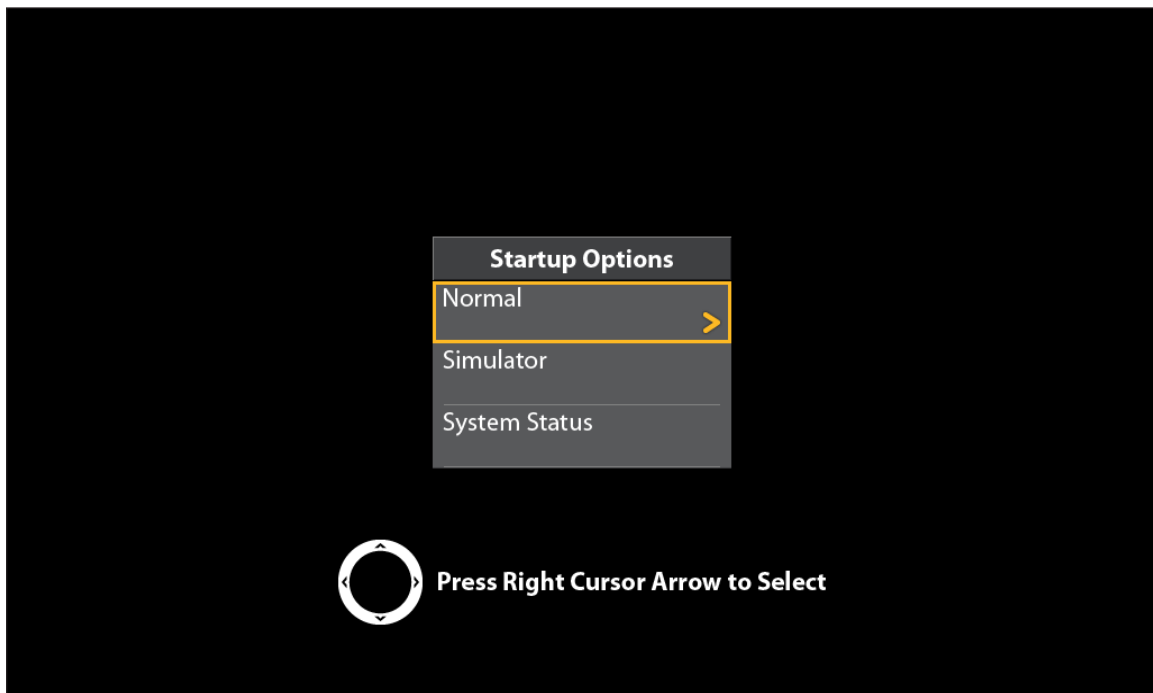 Startup Options
Normal
Simulator
System Status
Press Right Cursor Arrow to Select